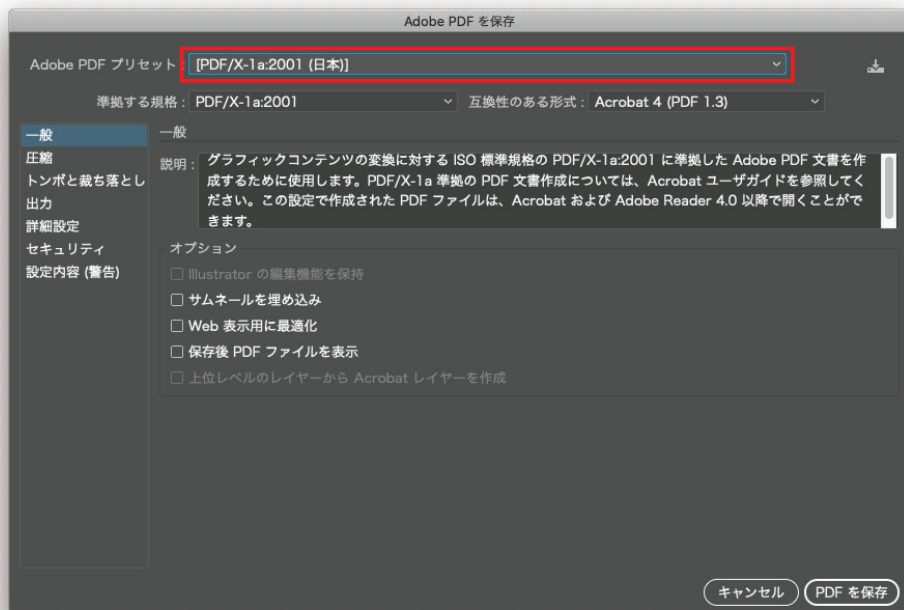 Adobe PDF を保存
Adobe PDF プリセット : [PDF/X-1a:2001 (日本)]
準拠する規格 : PDF/X-1a:2001 互換性のある形式 : Acrobat 4 (PDF 1.3)
一般
圧縮
トンボと裁ち落とし
出力
詳細設定
セキュリティ
設定内容 (警告)
一般
説明 : グラフィックコンテンツの変換に対する ISO 標準規格の PDF/X-1a:2001 に準拠した Adobe PDF 文書を作
成するために使用します。PDF/X-1a 準拠の PDF 文書作成については、Acrobat ユーザガイドを参照してく
ださい。この設定で作成された PDF ファイルは、Acrobat および Adobe Reader 4.0 以降で開くことがで
きます。
オプション
Illustrator の編集機能を保持
サムネールを埋め込み
Web 表示用に最適化
保存後 PDF ファイルを表示
上位レベルのレイヤーから Acrobat レイヤーを作成
キャンセル PDF を保存